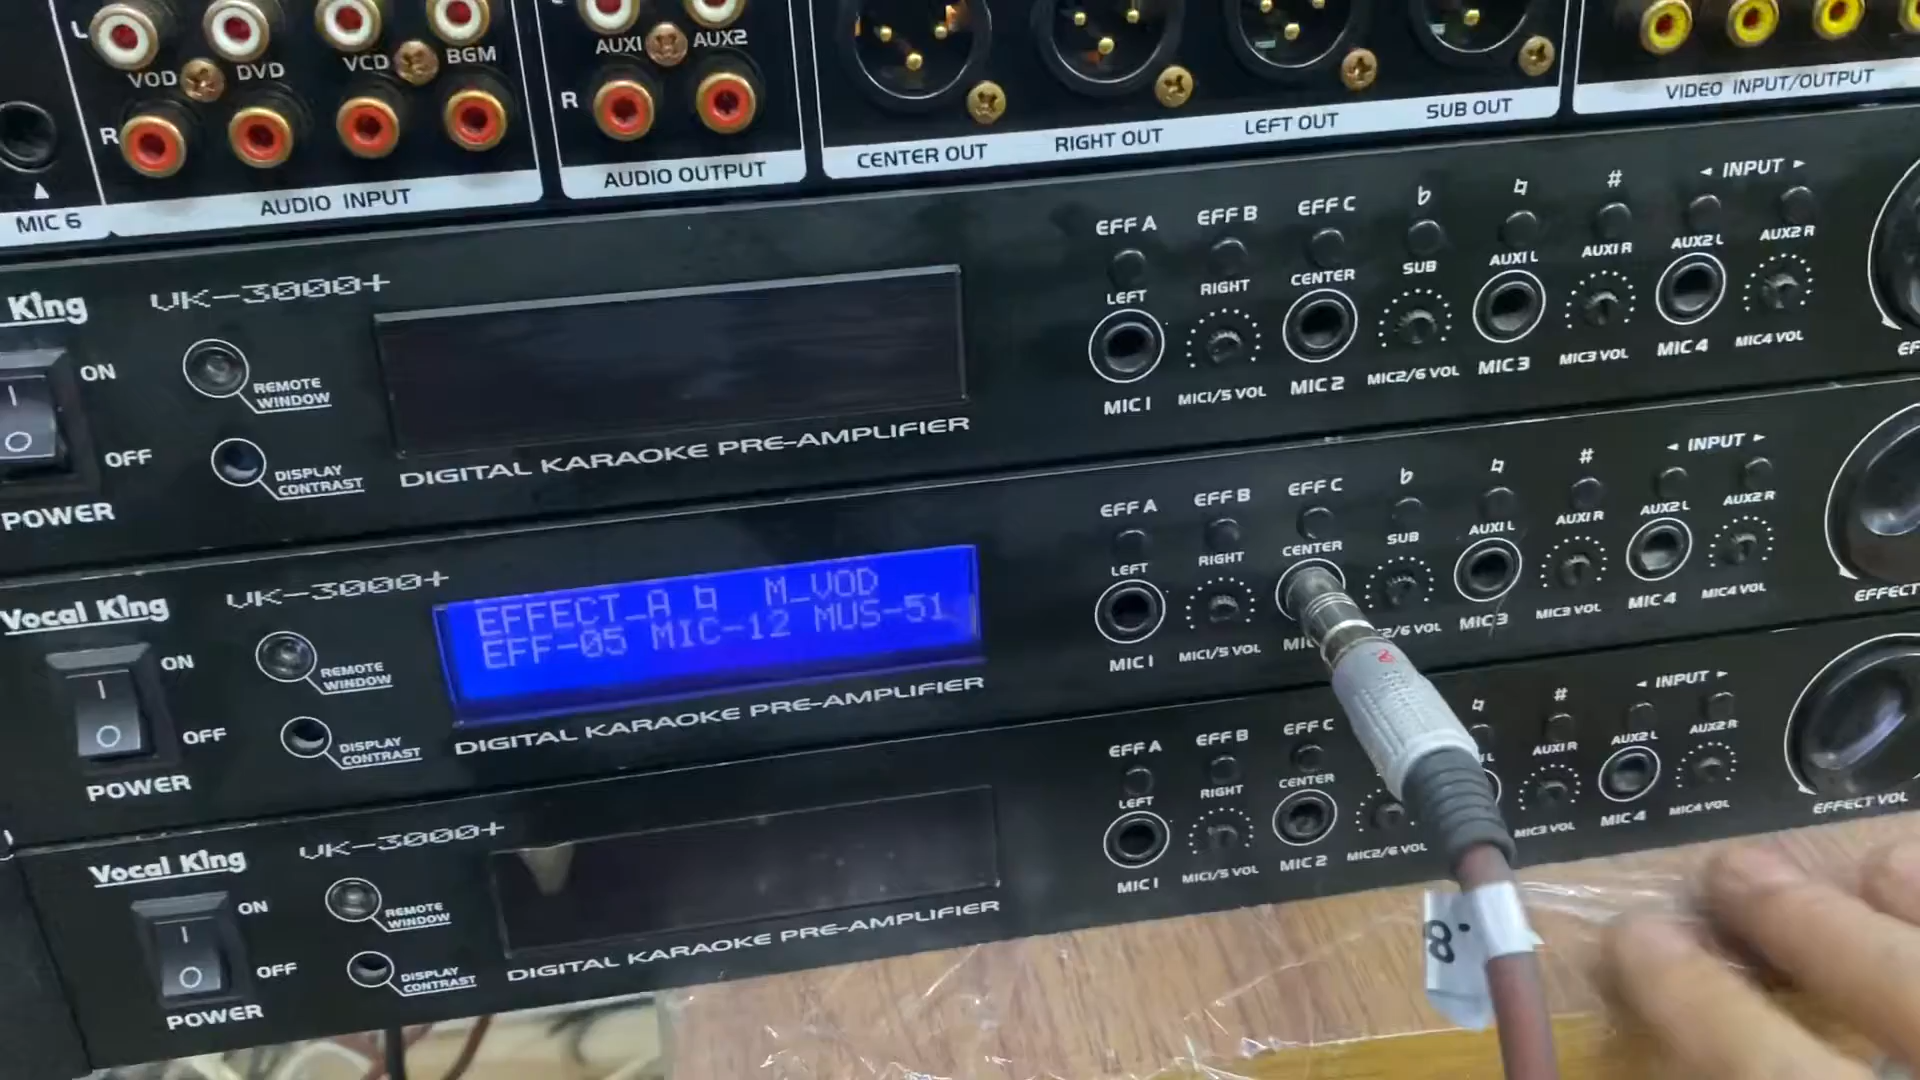 L
VOD
DVD
VCD
BGM
R
AUX1
AUX2
R
MIC 6
AUDIO INPUT
AUDIO OUTPUT
CENTER OUT
RIGHT OUT
LEFT OUT
SUB OUT
VIDEO INPUT/OUTPUT
King
VK-3000+
ON
OFF
POWER
REMOTE
WINDOW
DISPLAY
CONTRAST
DIGITAL KARAOKE PRE-AMPLIFIER
EFF A
EFF B
EFF C
♭
♮
#
◄ INPUT ►
LEFT
RIGHT
CENTER
SUB
AUX1 L
AUX1 R
AUX2 L
AUX2 R
MIC 1
MIC1/5 VOL
MIC 2
MIC2/6 VOL
MIC 3
MIC3 VOL
MIC 4
MIC4 VOL
Vocal King
VK-3000+
ON
OFF
POWER
REMOTE
WINDOW
DISPLAY
CONTRAST
EFFECT_A ♮ M_VOD
EFF-05 MIC-12 MUS-51
DIGITAL KARAOKE PRE-AMPLIFIER
EFF A
EFF B
EFF C
♭
♮
#
◄ INPUT ►
LEFT
RIGHT
CENTER
SUB
AUX1 L
AUX1 R
AUX2 L
AUX2 R
MIC 1
MIC1/5 VOL
2/6 VOL
MIC 3
MIC3 VOL
MIC 4
MIC4 VOL
EFFECT
Vocal King
VK-3000+
ON
OFF
POWER
REMOTE
WINDOW
DISPLAY
CONTRAST
DIGITAL KARAOKE PRE-AMPLIFIER
EFF A
EFF B
EFF C
♮
#
◄ INPUT ►
LEFT
RIGHT
CENTER
L
AUX1 R
AUX2 L
AUX2 R
MIC 1
MIC1/5 VOL
MIC 2
MIC2/6 VOL
MIC3 VOL
MIC 4
MIC4 VOL
EFFECT VOL
8.